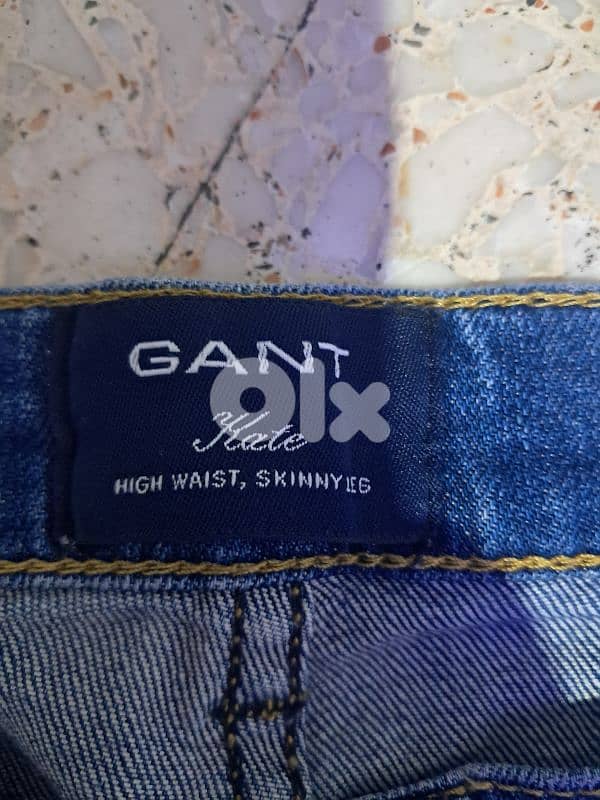 GANT
olx
Kate
HIGH WAIST, SKINNY LEG